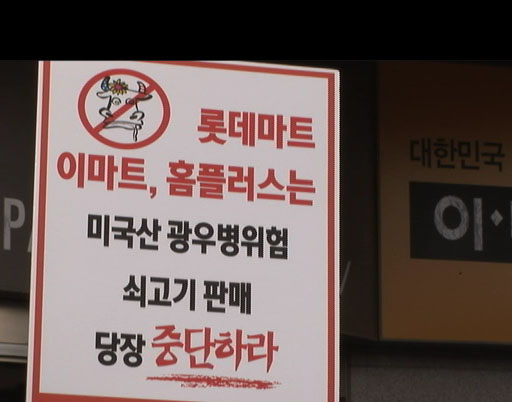 롯데마트
이마트, 홈플러스는
미국산 광우병위험
쇠고기 판매
당장 중단하라
대한민국